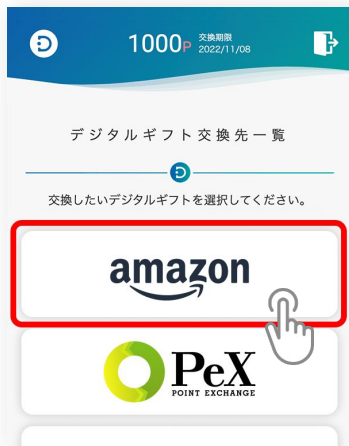 1000P 交換期限
2022/11/08
デジタルギフト交換先一覧
交換したいデジタルギフトを選択してください。
amazon
PeX
POINT EXCHANGE